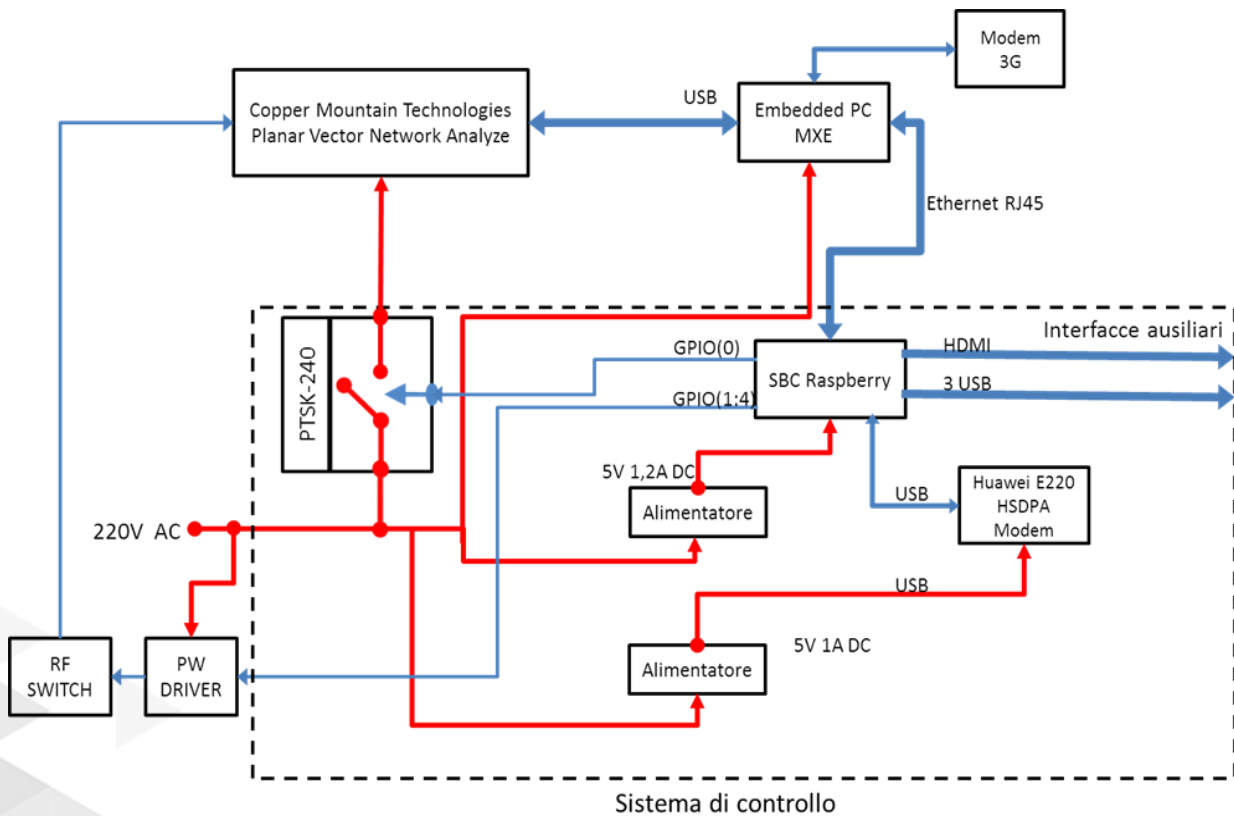 Modem
3G
Copper Mountain Technologies
Planar Vector Network Analyze
USB
Embedded PC
MXE
Ethernet RJ45
Interfacce ausiliari
PTSK-240
GPIO(0)
GPIO(1:4)
SBC Raspberry
HDMI
3 USB
5V 1,2A DC
Alimentatore
USB
Huawei E220
HSDPA
Modem
220V AC
USB
RF
SWITCH
PW
DRIVER
Alimentatore
5V 1A DC
Sistema di controllo